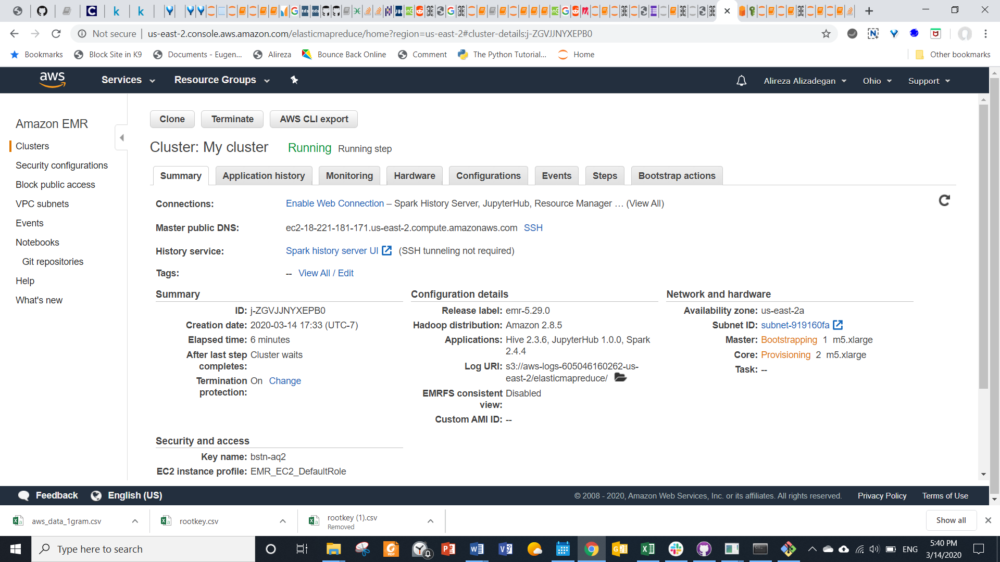 Not secure | us-east-2.console.aws.amazon.com/elasticmapreduce/home?region=us-east-2#cluster-details:j-ZGVJJNYXEPB0
Bookmarks Block Site in K9 Documents - Eugen... Alireza Bounce Back Online Comment The Python Tutorial... Home Other bookmarks
aws Services Resource Groups Alireza Alizadegan Ohio Support
Amazon EMR
Clusters
Security configurations
Block public access
VPC subnets
Events
Notebooks
Git repositories
Help
What's new
Clone Terminate AWS CLI export
Cluster: My cluster Running Running step
Summary Application history Monitoring Hardware Configurations Events Steps Bootstrap actions
Connections: Enable Web Connection – Spark History Server, JupyterHub, Resource Manager … (View All)
Master public DNS: ec2-18-221-181-171.us-east-2.compute.amazonaws.com SSH
History service: Spark history server UI (SSH tunneling not required)
Tags: -- View All / Edit
Summary
ID: j-ZGVJJNYXEPB0
Creation date: 2020-03-14 17:33 (UTC-7)
Elapsed time: 6 minutes
After last step Cluster waits
completes:
Termination On Change
protection:
Configuration details
Release label: emr-5.29.0
Hadoop distribution: Amazon 2.8.5
Applications: Hive 2.3.6, JupyterHub 1.0.0, Spark
2.4.4
Log URI: s3://aws-logs-605046160262-us-
east-2/elasticmapreduce/
EMRFS consistent Disabled
view:
Custom AMI ID: --
Network and hardware
Availability zone: us-east-2a
Subnet ID: subnet-919160fa
Master: Bootstrapping 1 m5.xlarge
Core: Provisioning 2 m5.xlarge
Task: --
Security and access
Key name: bstn-aq2
EC2 instance profile: EMR_EC2_DefaultRole
Feedback English (US) © 2008 - 2020, Amazon Web Services, Inc. or its affiliates. All rights reserved. Privacy Policy Terms of Use
aws_data_1gram.csv rootkey.csv rootkey (1).csv Show all
Removed
Type here to search ENG 5:40 PM
3/14/2020